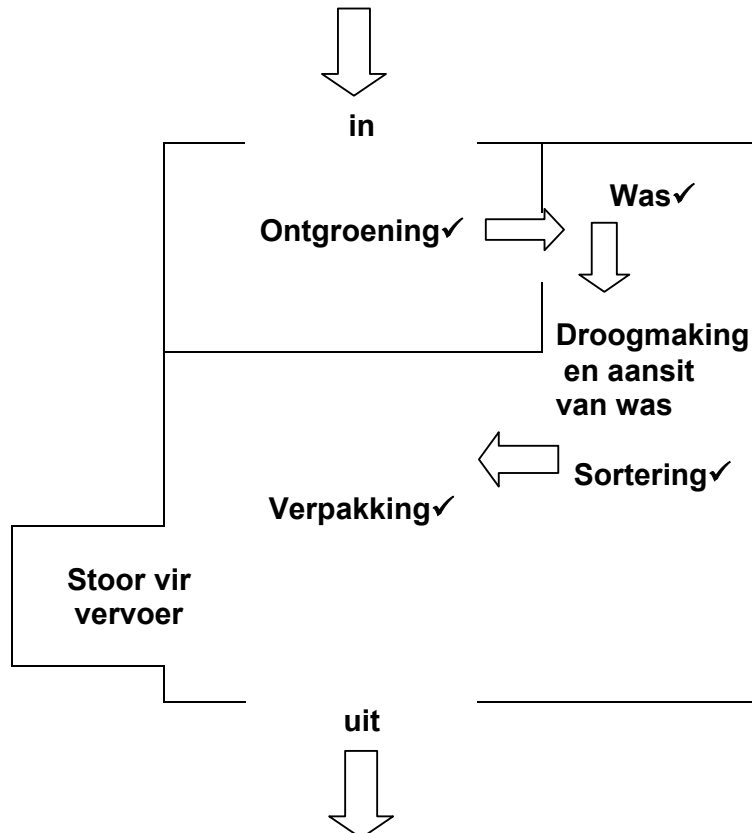 in
Ontgroening✓
Was✓
Droogmaking
en aansit
van was
Sortering✓
Verpakking✓
Stoor vir
vervoer
uit